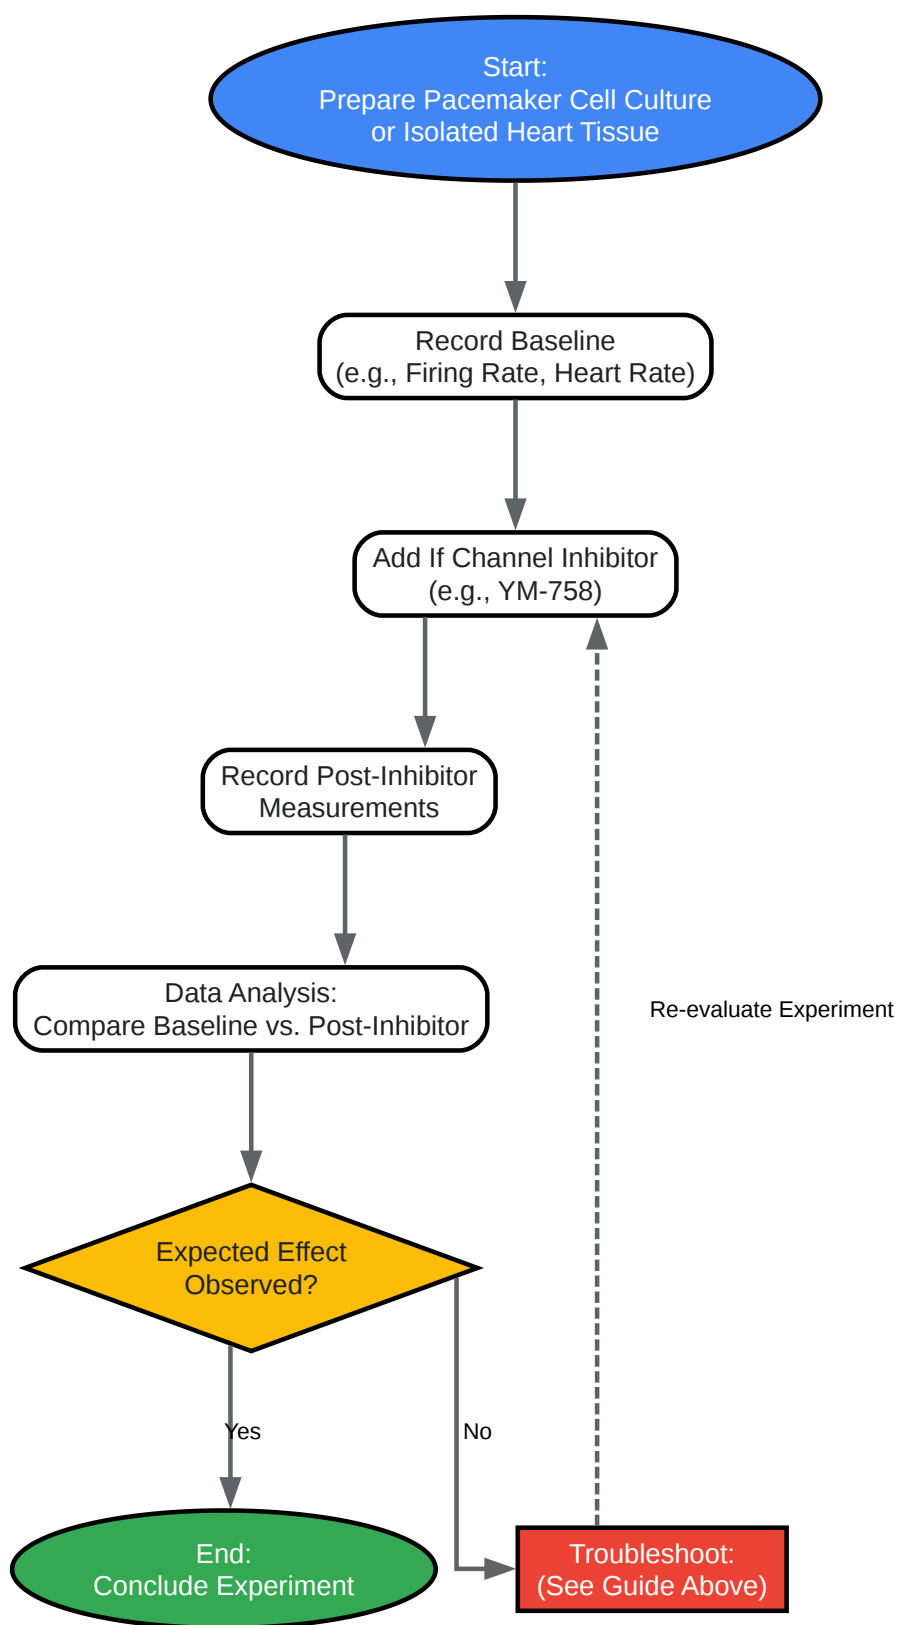 Start:
Prepare Pacemaker Cell Culture
or Isolated Heart Tissue
Record Baseline
(e.g., Firing Rate, Heart Rate)
Add If Channel Inhibitor
(e.g., YM-758)
Record Post-Inhibitor
Measurements
Data Analysis:
Compare Baseline vs. Post-Inhibitor
Re-evaluate Experiment
Expected Effect
Observed?
Yes
No
End:
Conclude Experiment
Troubleshoot:
(See Guide Above)